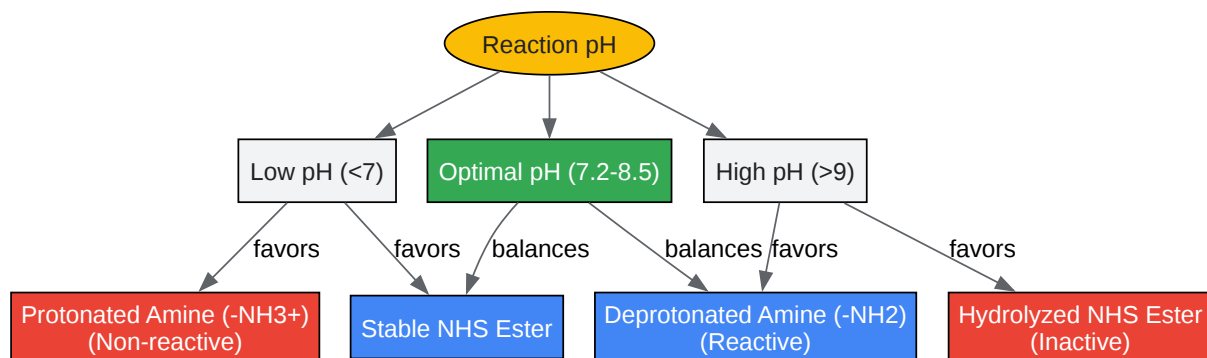 Reaction pH
Low pH (<7)
Optimal pH (7.2-8.5)
High pH (>9)
favors
favors
balances
balances
favors
favors
Protonated Amine (-NH3+)
(Non-reactive)
Stable NHS Ester
Deprotonated Amine (-NH2)
(Reactive)
Hydrolyzed NHS Ester
(Inactive)